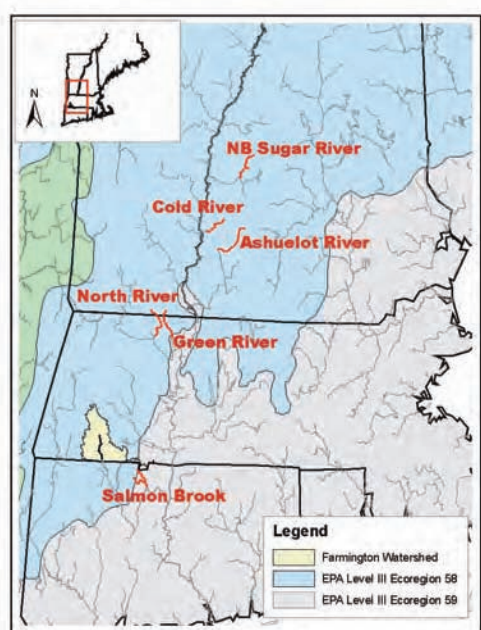 N
NB Sugar River
Cold River
Ashuelot River
North River
Green River
Salmon Brook
Legend
Farmington Watershed
EPA Level III Ecoregion 58
EPA Level III Ecoregion 59